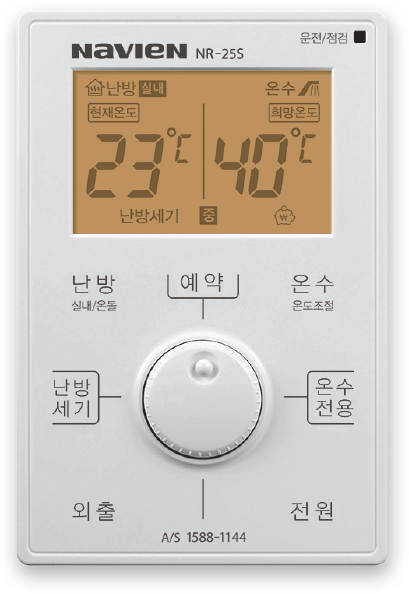 NAVIEN NR-25S
운전/점검
난방 실내 온수
현재온도 희망온도
23℃ 40℃
난방세기 중 W
난방 예약 온수
실내/온돌 온도조절
난방 온수
세기 전용
외출 전원
A/S 1588-1144